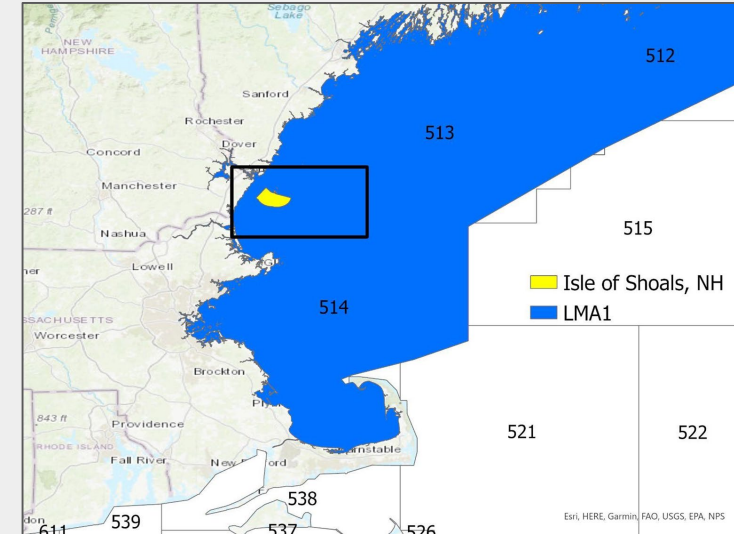 Sebago
Lake
NEW
HAMPSHIRE
512
Sanford
Rochester
513
Dover
Concord
Manchester
287 ft
515
Nashua
Lowell
Isle of Shoals, NH
514
LMA1
SSACHUSETTS
Worcester
Brockton
843 ft
Providence
521
522
RHODE ISLAND
Fall River
538
Esri, HERE, Garmin, FAO, USGS, EPA, NPS
539
611
537
526